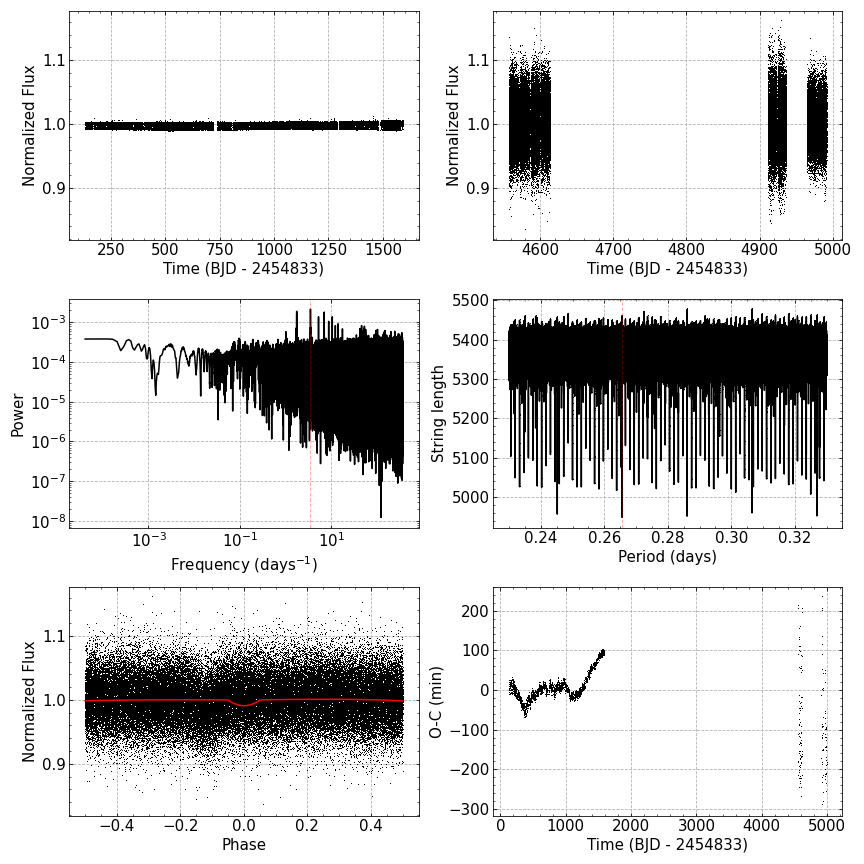 1.1
1.0
0.9
Normalized Flux
250 500 750 1000 1250 1500
Time (BJD - 2454833)
1.1
1.0
0.9
Normalized Flux
4600 4700 4800 4900 5000
Time (BJD - 2454833)
10⁻³
10⁻⁴
10⁻⁵
10⁻⁶
10⁻⁷
10⁻⁸
Power
10⁻³ 10⁻¹ 10¹
Frequency (days⁻¹)
5500
5400
5300
5200
5100
5000
String length
0.24 0.26 0.28 0.30 0.32
Period (days)
1.1
1.0
0.9
Normalized Flux
−0.4 −0.2 0.0 0.2 0.4
Phase
200
100
0
−100
−200
−300
O-C (min)
0 1000 2000 3000 4000 5000
Time (BJD - 2454833)